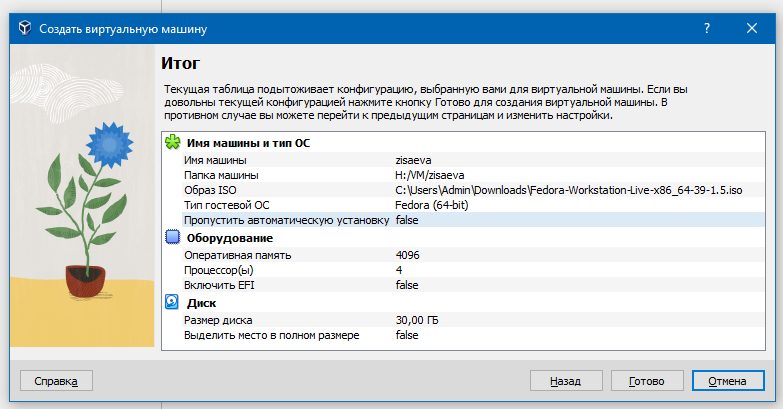 Создать виртуальную машину
?
Итог
Текущая таблица подытоживает конфигурацию, выбранную вами для виртуальной машины. Если вы
довольны текущей конфигурацией нажмите кнопку Готово для создания виртуальной машины. В
противном случае вы можете перейти к предыдущим страницам и изменить настройки.
Имя машины и тип ОС
Имя машины zisaeva
Папка машины H:/VM/zisaeva
Образ ISO C:\Users\Admin\Downloads\Fedora-Workstation-Live-x86_64-39-1.5.iso
Тип гостевой ОС Fedora (64-bit)
Пропустить автоматическую установку false
Оборудование
Оперативная память 4096
Процессор(ы) 4
Включить EFI false
Диск
Размер диска 30,00 ГБ
Выделить место в полном размере false
Справка Назад Готово Отмена